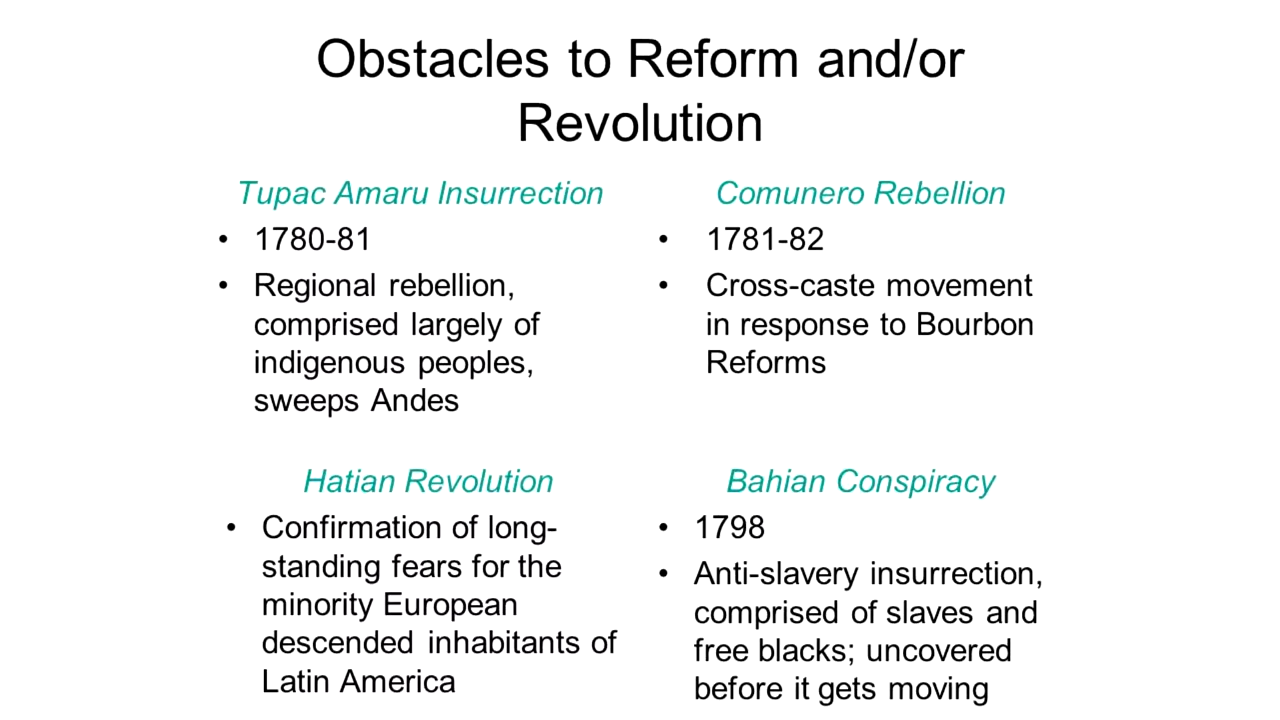 Obstacles to Reform and/or
Revolution
Tupac Amaru Insurrection
• 1780-81
• Regional rebellion,
comprised largely of
indigenous peoples,
sweeps Andes
Comunero Rebellion
• 1781-82
• Cross-caste movement
in response to Bourbon
Reforms
Hatian Revolution
• Confirmation of long-
standing fears for the
minority European
descended inhabitants of
Latin America
Bahian Conspiracy
• 1798
• Anti-slavery insurrection,
comprised of slaves and
free blacks; uncovered
before it gets moving